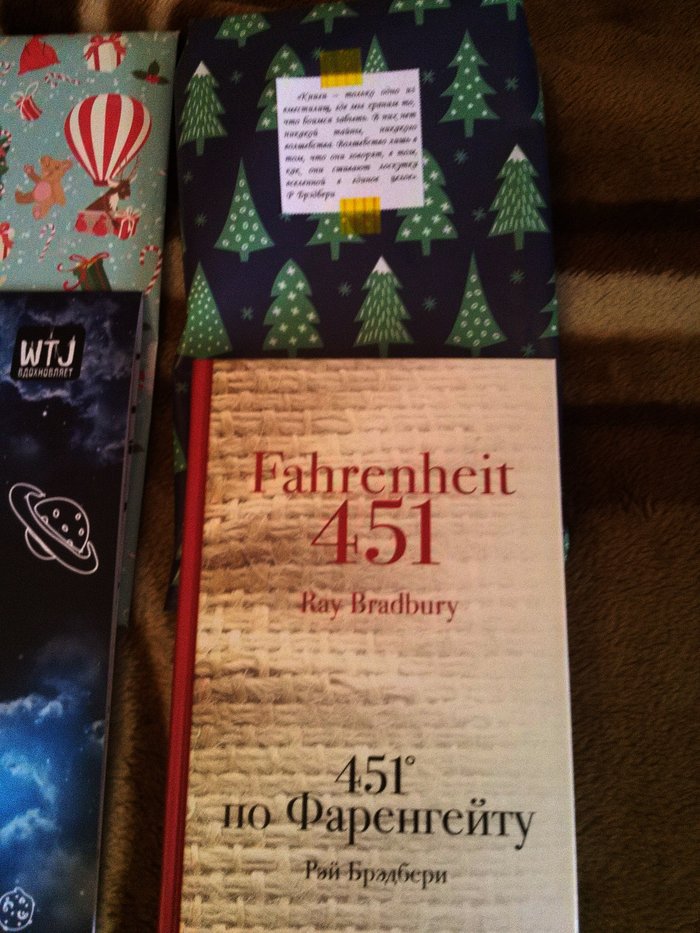 «Книги — только одно из
вместилищ, где мы храним то,
что боимся забыть. В них нет
никакой тайны, никакого
волшебства. Волшебство лишь в
том, что они говорят, в том,
как они сшивают лоскутки
вселенной в единое целое»
Р Брэдбери
WTJ
ВДОХНОВЛЯЕТ
Fahrenheit
451
Ray Bradbury
451°
по Фаренгейту
Рэй Брэдбери